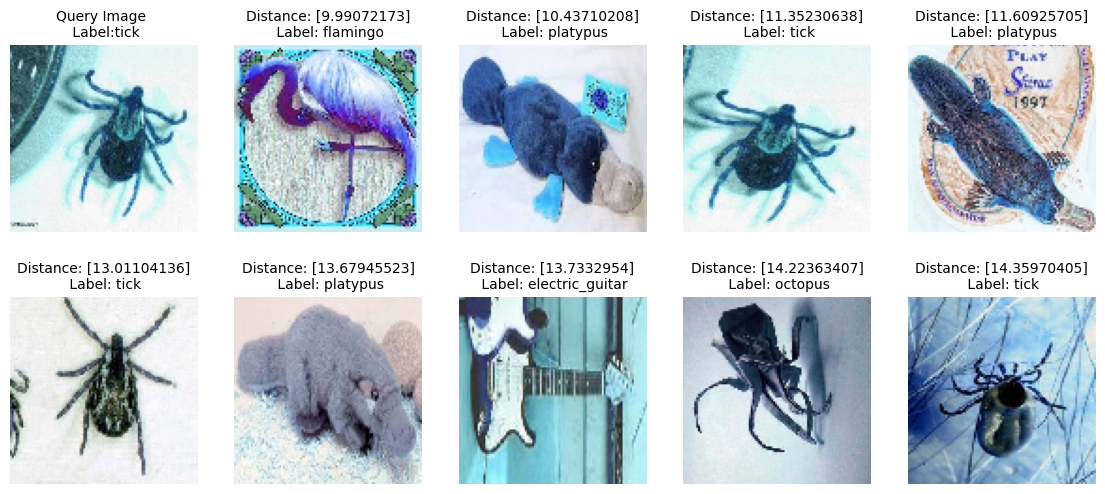 Query Image
Label:tick
Distance: [9.99072173]
Label: flamingo
Distance: [10.43710208]
Label: platypus
Distance: [11.35230638]
Label: tick
Distance: [11.60925705]
Label: platypus
PLAY
Shiraz
1997
Distance: [13.01104136]
Label: tick
Distance: [13.67945523]
Label: platypus
Distance: [13.7332954]
Label: electric_guitar
Distance: [14.22363407]
Label: octopus
Distance: [14.35970405]
Label: tick